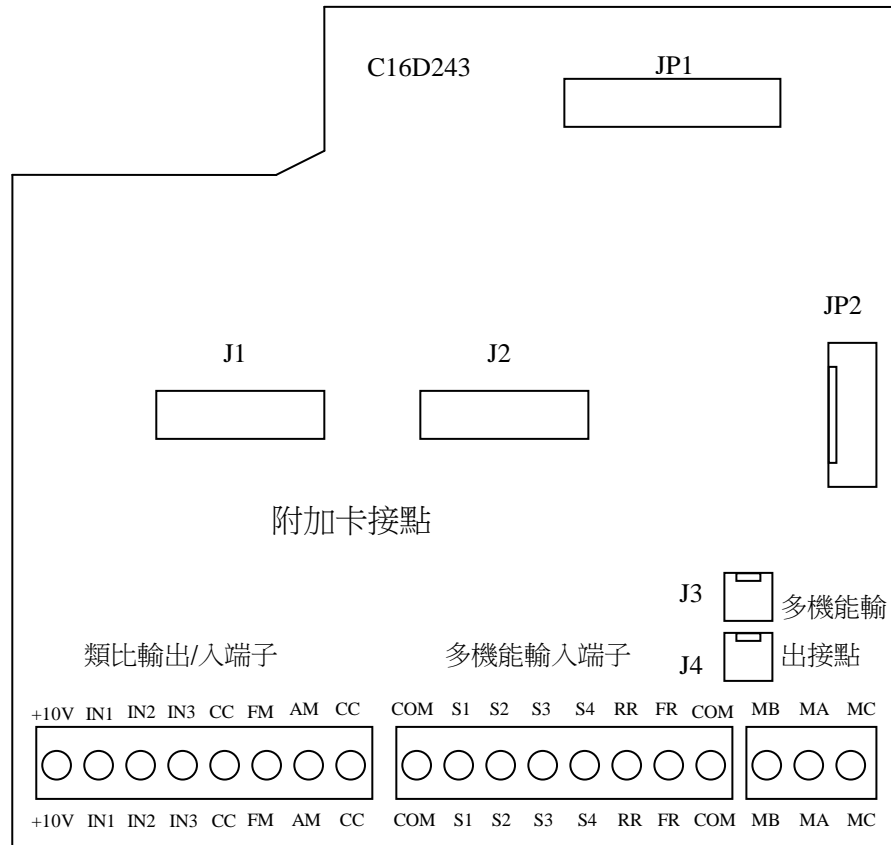 C16D243
JP1
JP2
J1
J2
附加卡接點
J3
多機能輸
類比輸出/入端子
多機能輸入端子
J4
出接點
+10V IN1 IN2 IN3 CC FM AM CC
COM S1 S2 S3 S4 RR FR COM
MB MA MC
+10V IN1 IN2 IN3 CC FM AM CC
COM S1 S2 S3 S4 RR FR COM
MB MA MC